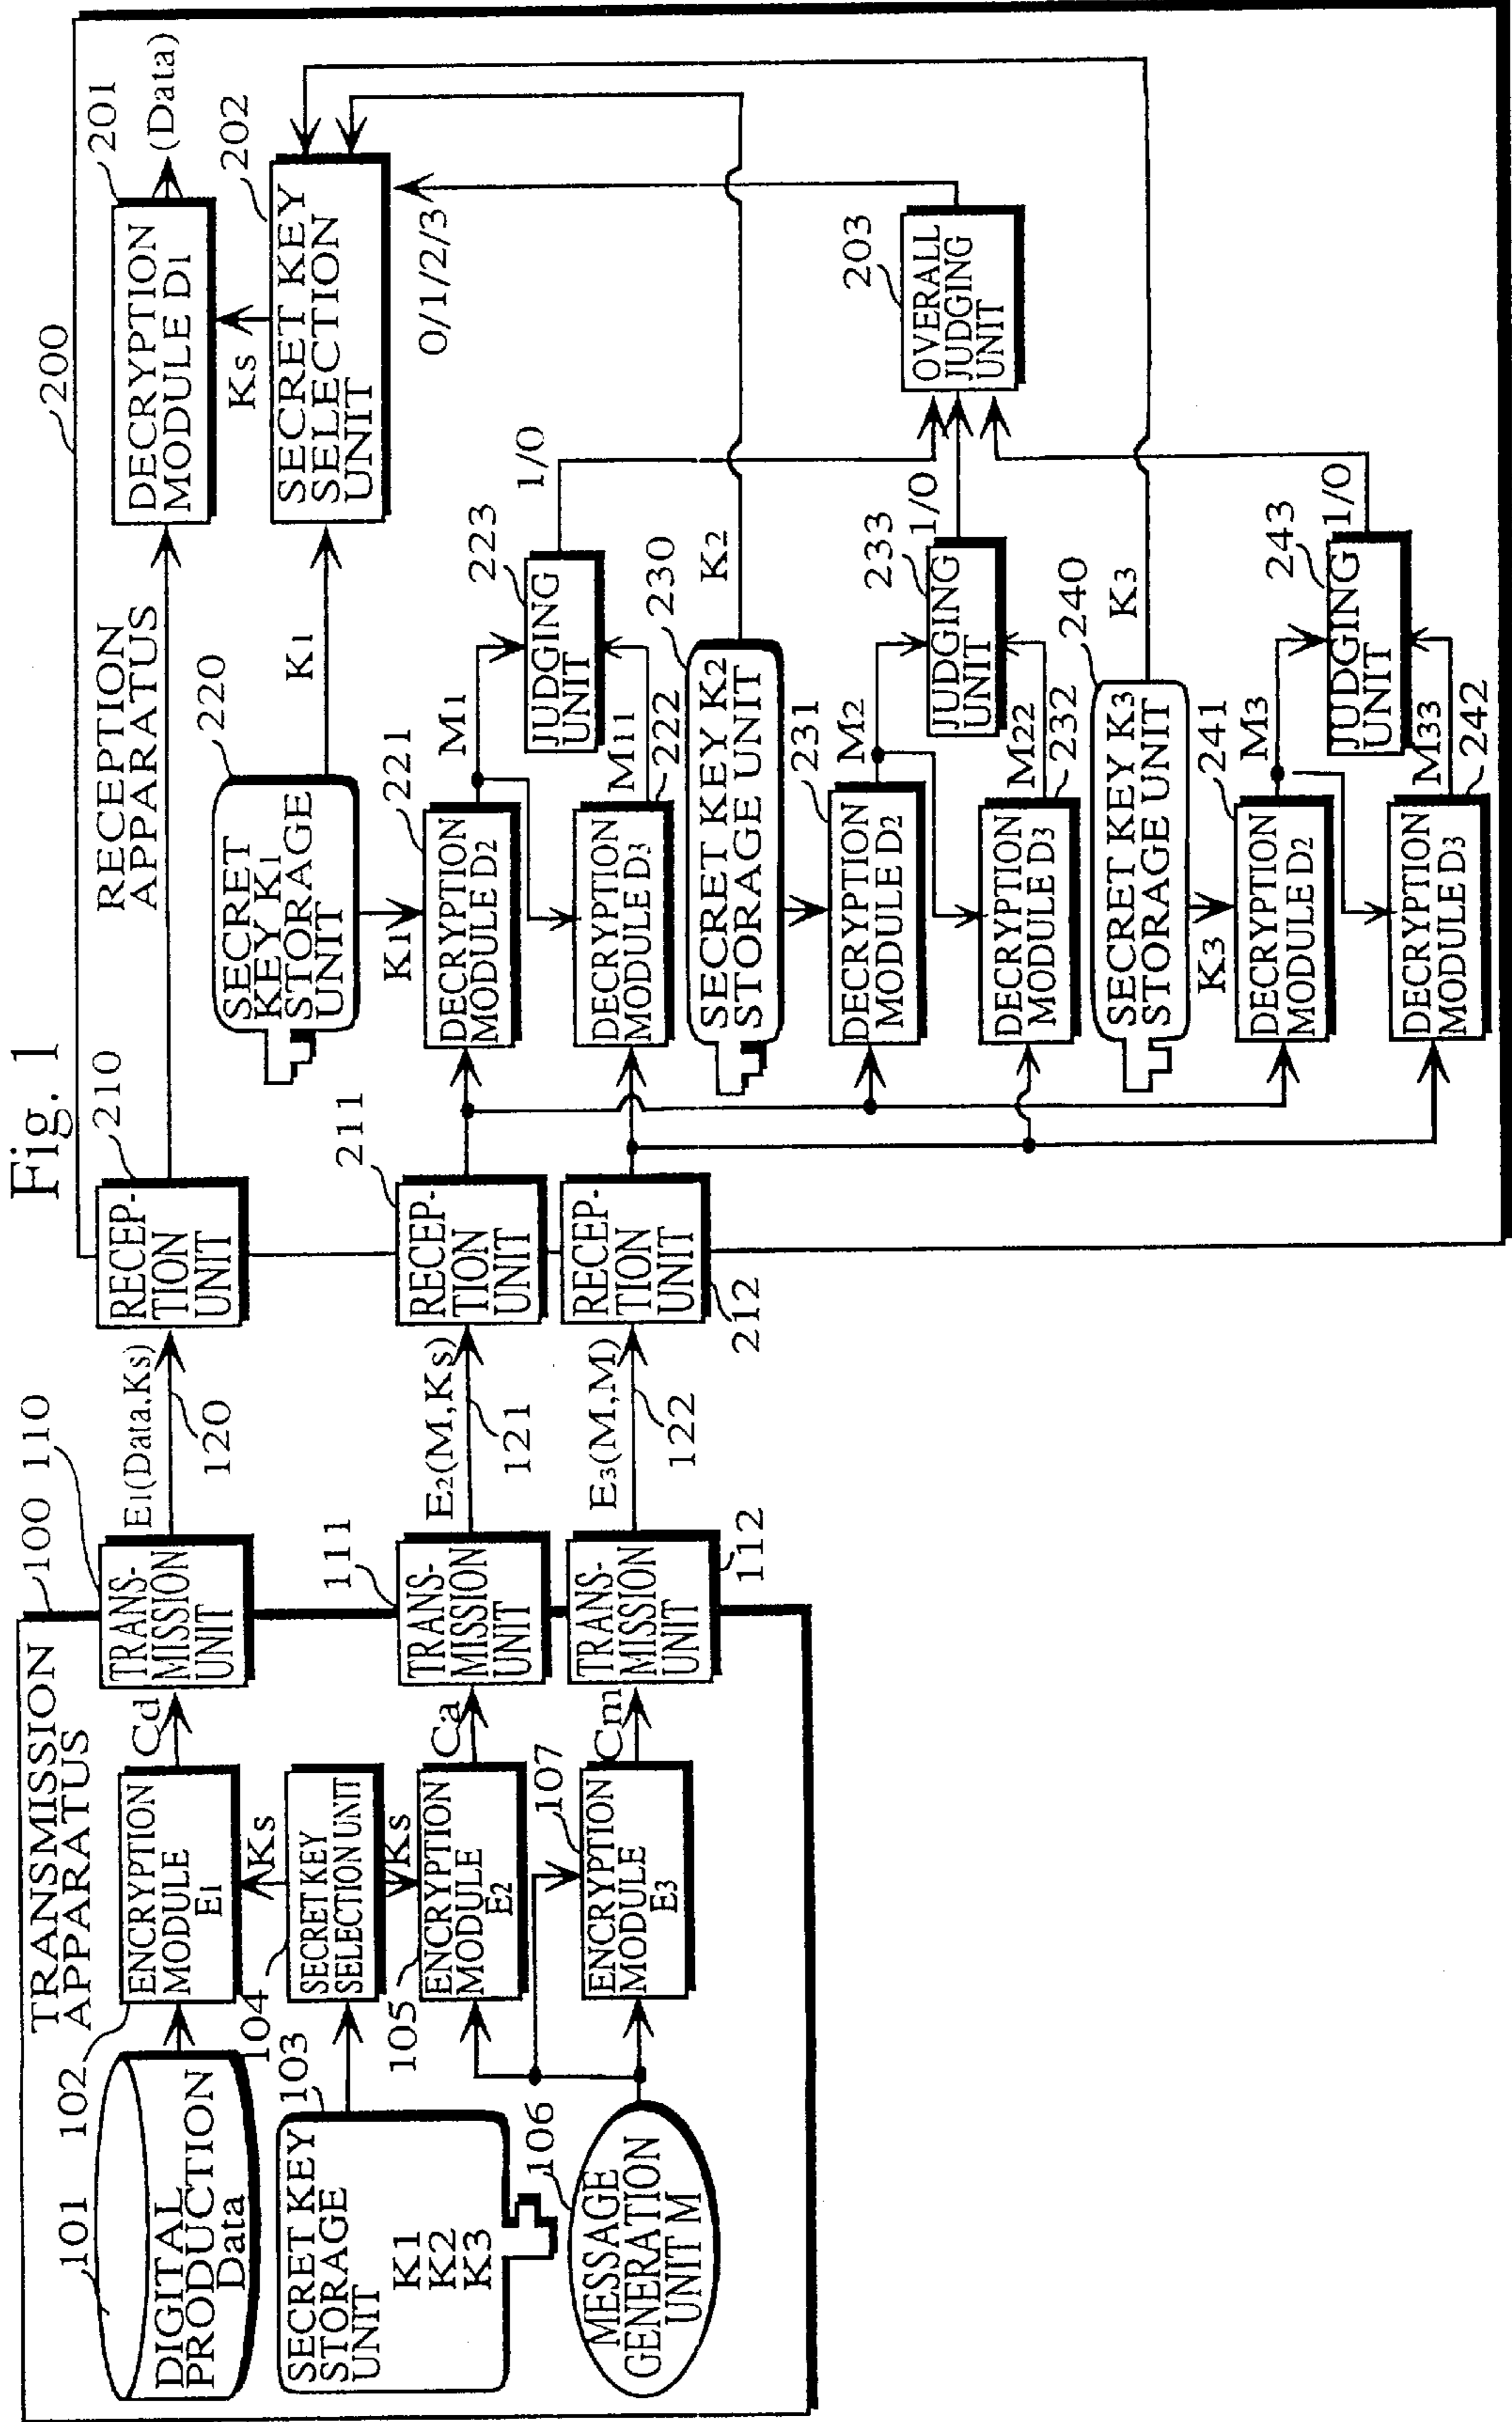 Fig. 1
TRANSMISSION
APPARATUS
100
110
101
DIGITAL
PRODUCTION
Data
102
ENCRYPTION
MODULE
E1
Cd
TRANS-
MISSION
UNIT
E1(Data,Ks)
120
Ks
103
SECRET KEY
STORAGE
UNIT
K1
K2
K3
104
SECRET KEY
SELECTION UNIT
Ks
105
ENCRYPTION
MODULE
E2
Ca
111
TRANS-
MISSION
UNIT
E2(M,Ks)
121
106
MESSAGE
GENERATION
UNIT M
107
ENCRYPTION
MODULE
E3
Cm
112
TRANS-
MISSION
UNIT
E3(M,M)
122
200
RECEPTION
APPARATUS
210
RECEP-
TION
UNIT
211
RECEP-
TION
UNIT
212
RECEP-
TION
UNIT
201
DECRYPTION
MODULE D1
(Data)
Ks
202
SECRET KEY
SELECTION
UNIT
0/1/2/3
220
SECRET
KEY K1
STORAGE
UNIT
K1
K1
221
DECRYPTION
MODULE D2
M1
222
DECRYPTION
MODULE D3
M11
223
JUDGING
UNIT
1/0
230
SECRET KEY K2
STORAGE UNIT
K2
231
DECRYPTION
MODULE D2
M2
232
DECRYPTION
MODULE D3
M22
233
JUDGING
UNIT
1/0
203
OVERALL
JUDGING
UNIT
240
SECRET KEY K3
STORAGE UNIT
K3
K3
241
DECRYPTION
MODULE D2
M3
242
DECRYPTION
MODULE D3
M33
243
JUDGING
UNIT
1/0